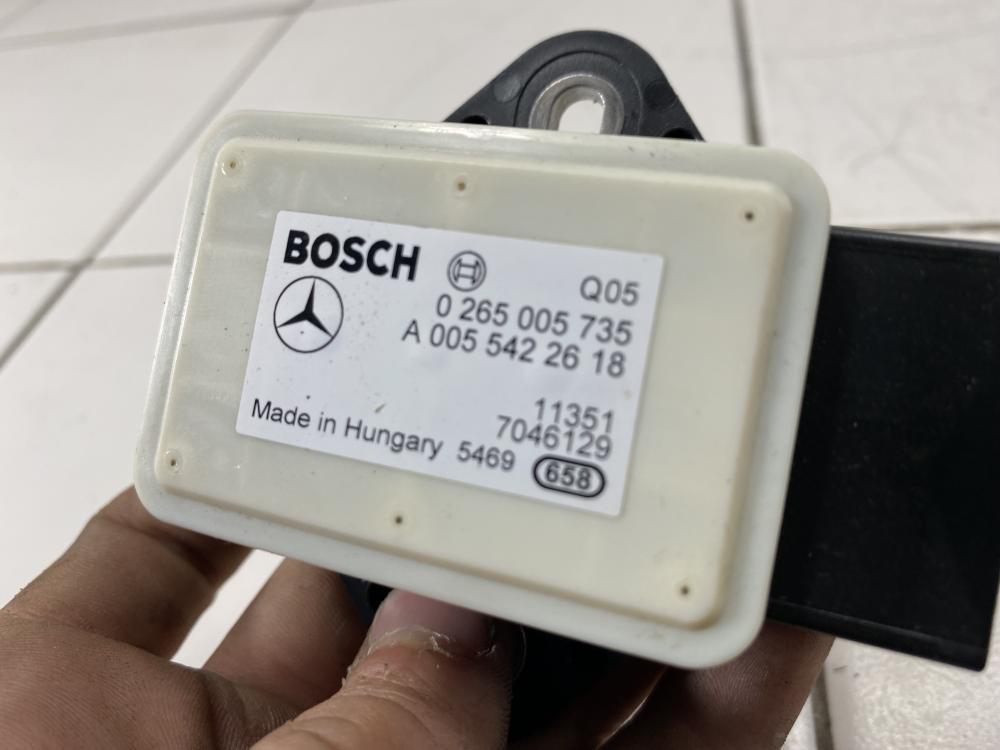 BOSCH
Q05
0 265 005 735
A 005 542 26 18
11351
7046129
Made in Hungary 5469 658